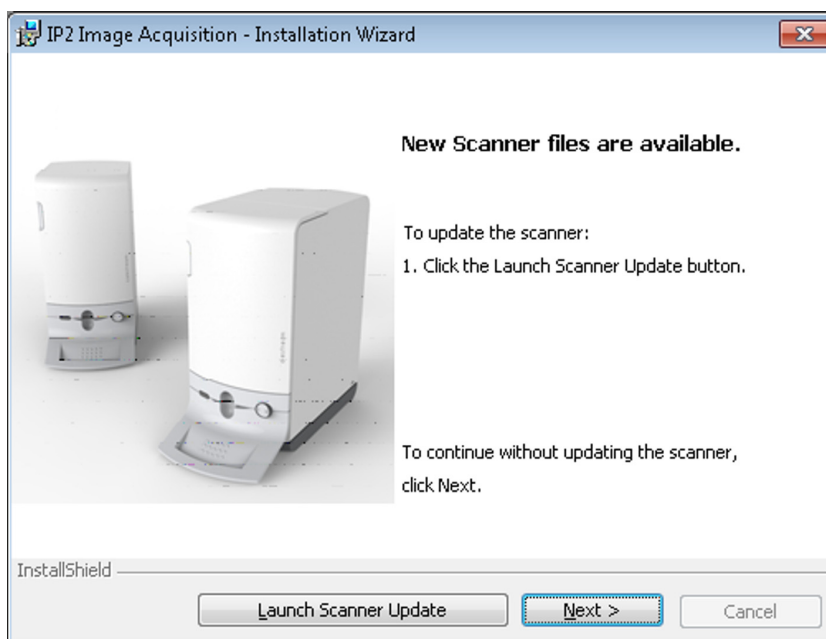 IP2 Image Acquisition - Installation Wizard
New Scanner files are available.
To update the scanner:
1. Click the Launch Scanner Update button.
To continue without updating the scanner,
click Next.
InstallShield
Launch Scanner Update
Next >
Cancel